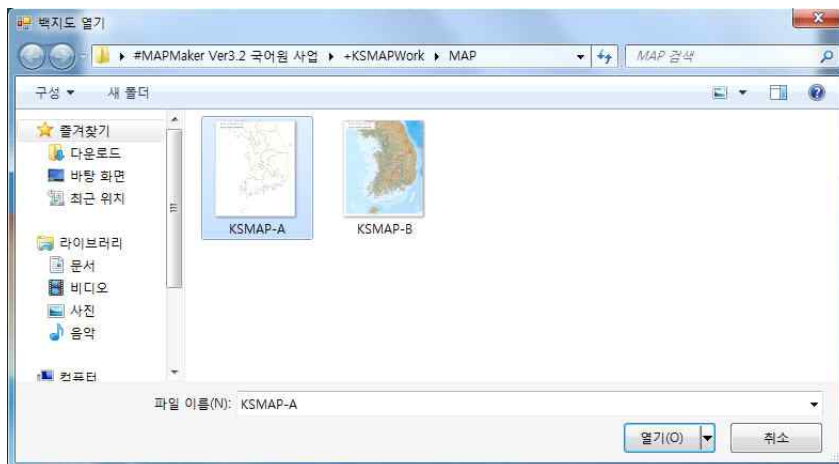 백지도 열기
#MAPMaker Ver3.2 국어원 사업 ▸ +KSMAPWork ▸ MAP
MAP 검색
구성 새 폴더
즐겨찾기
다운로드
바탕 화면
최근 위치
라이브러리
문서
비디오
사진
음악
컴퓨터
KSMAP-A KSMAP-B
파일 이름(N): KSMAP-A
열기(O) 취소